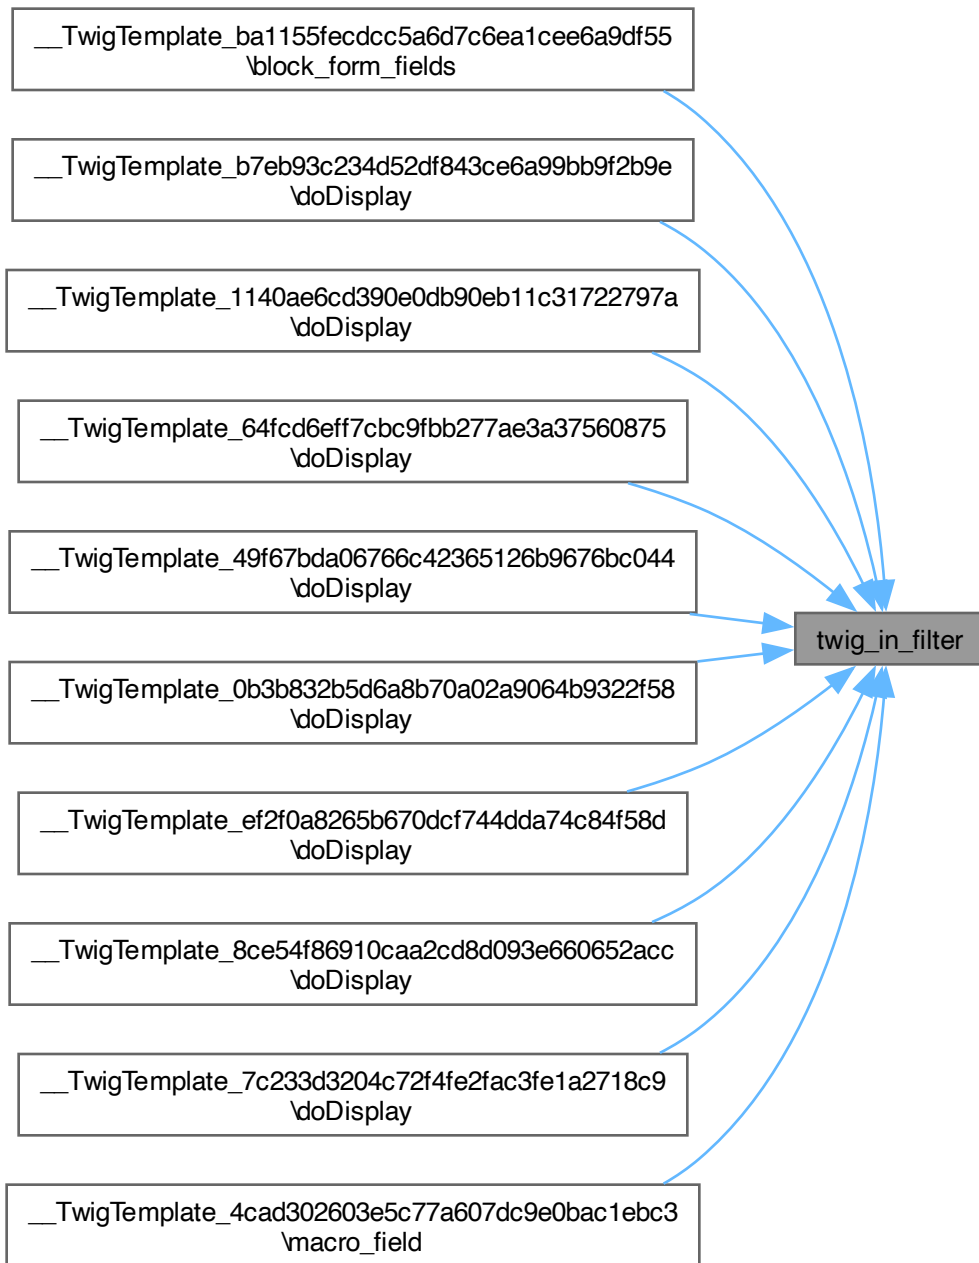 __TwigTemplate_ba1155fecdcc5a6d7c6ea1cee6a9df55
\block_form_fields
__TwigTemplate_b7eb93c234d52df843ce6a99bb9f2b9e
\doDisplay
__TwigTemplate_1140ae6cd390e0db90eb11c31722797a
\doDisplay
__TwigTemplate_64fcd6eff7cbc9fbb277ae3a37560875
\doDisplay
__TwigTemplate_49f67bda06766c42365126b9676bc044
\doDisplay
twig_in_filter
__TwigTemplate_0b3b832b5d6a8b70a02a9064b9322f58
\doDisplay
__TwigTemplate_ef2f0a8265b670dcf744dda74c84f58d
\doDisplay
__TwigTemplate_8ce54f86910caa2cd8d093e660652acc
\doDisplay
__TwigTemplate_7c233d3204c72f4fe2fac3fe1a2718c9
\doDisplay
__TwigTemplate_4cad302603e5c77a607dc9e0bac1ebc3
\macro_field